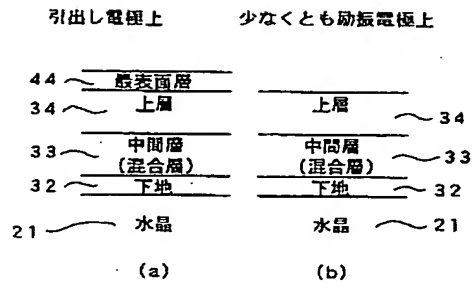 引出し電極上
少なくとも励振電極上
44 最表面層
34 上層
33 中間層
(混合層)
32 下地
21 水晶
(a)
上層 34
中間層 33
(混合層)
下地 32
水晶 21
(b)